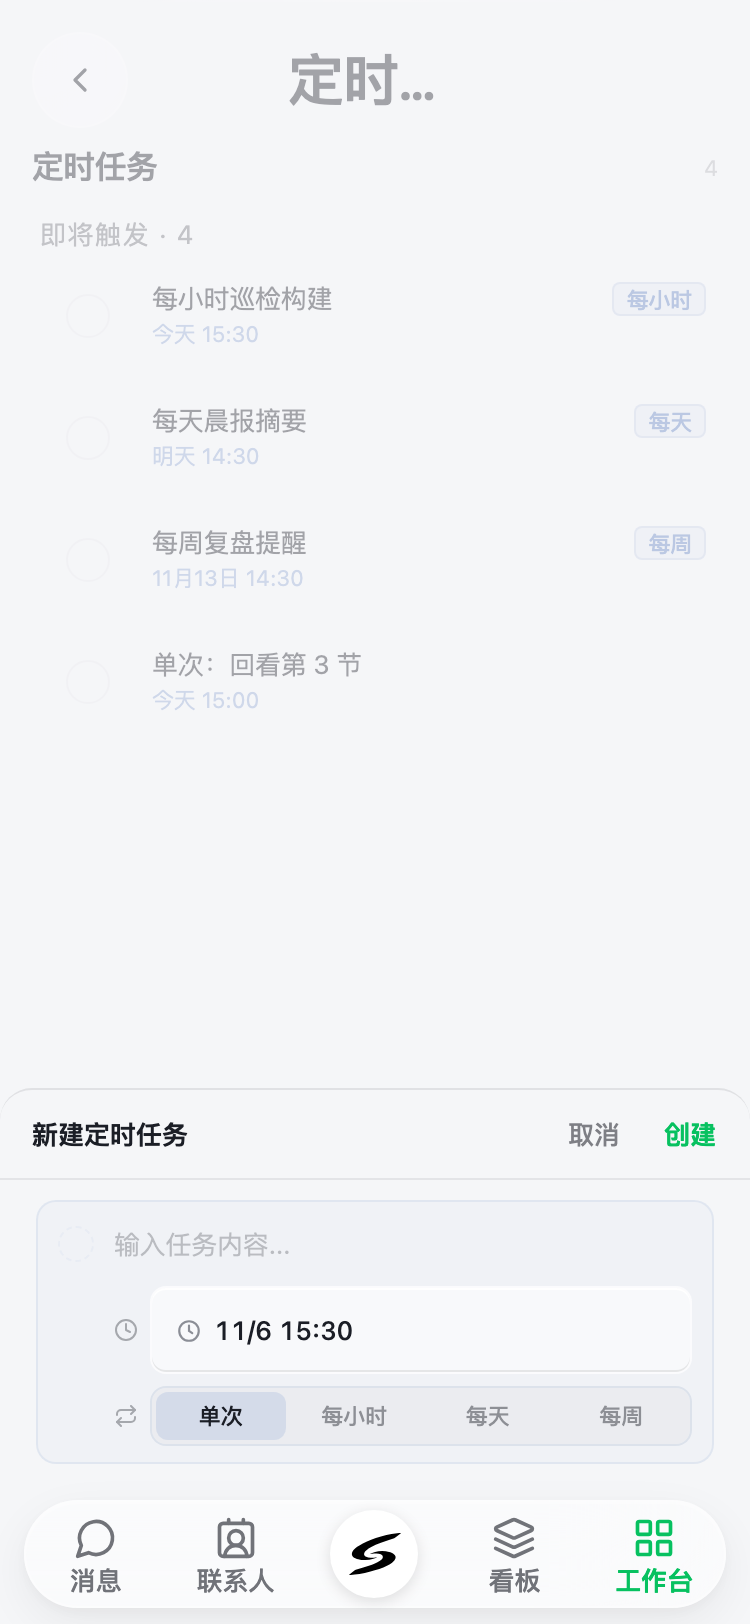 定时...
定时任务 4
即将触发 · 4
每小时巡检构建 每小时
今天 15:30
每天晨报摘要 每天
明天 14:30
每周复盘提醒 每周
11月13日 14:30
单次：回看第 3 节
今天 15:00
新建定时任务 取消 创建
输入任务内容...
11/6 15:30
单次 每小时 每天 每周
消息 联系人 看板 工作台